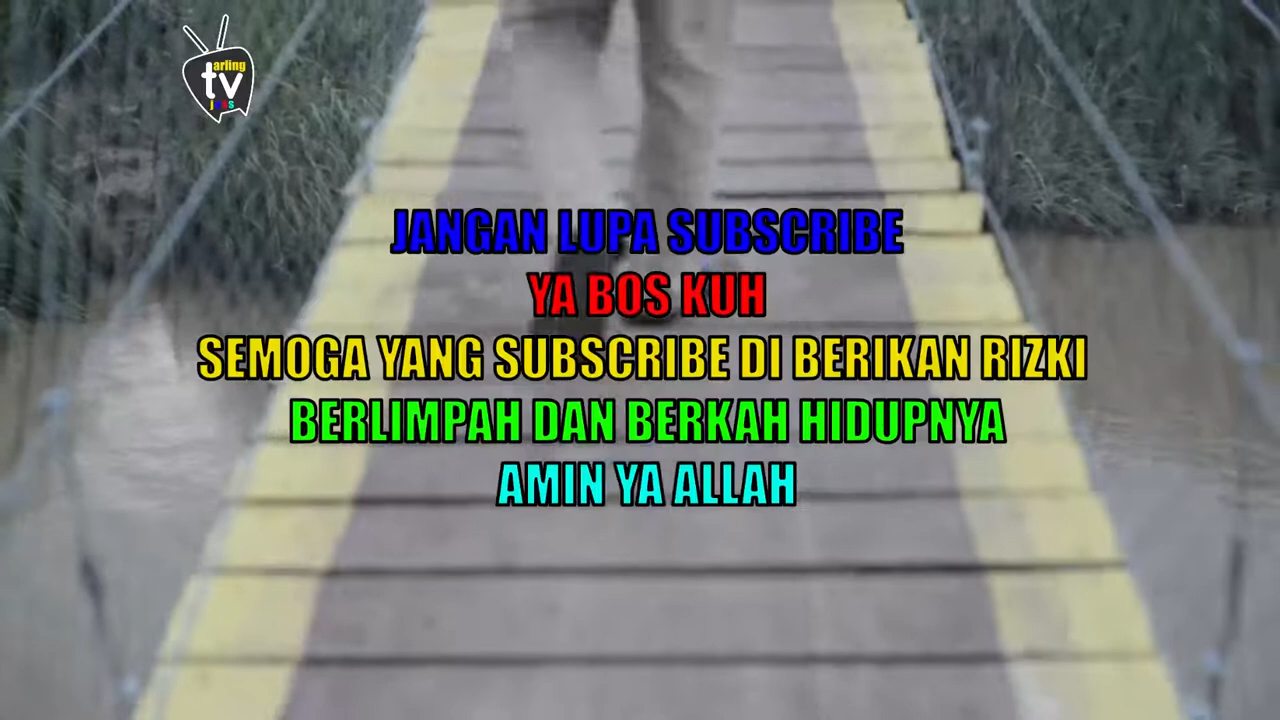 tarling
tv
JANGAN LUPA SUBSCRIBE
YA BOS KUH
SEMOGA YANG SUBSCRIBE DI BERIKAN RIZKI
BERLIMPAH DAN BERKAH HIDUPNYA
AMIN YA ALLAH